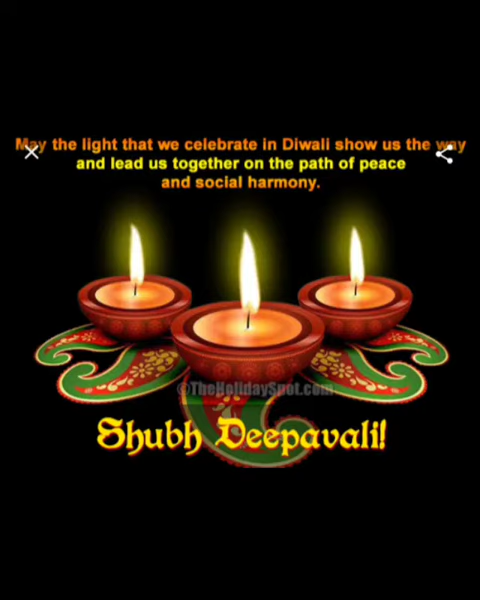 May the light that we celebrate in Diwali show us the way
and lead us together on the path of peace
and social harmony.
©TheHolidaySpot.com
Shubh Deepavali!